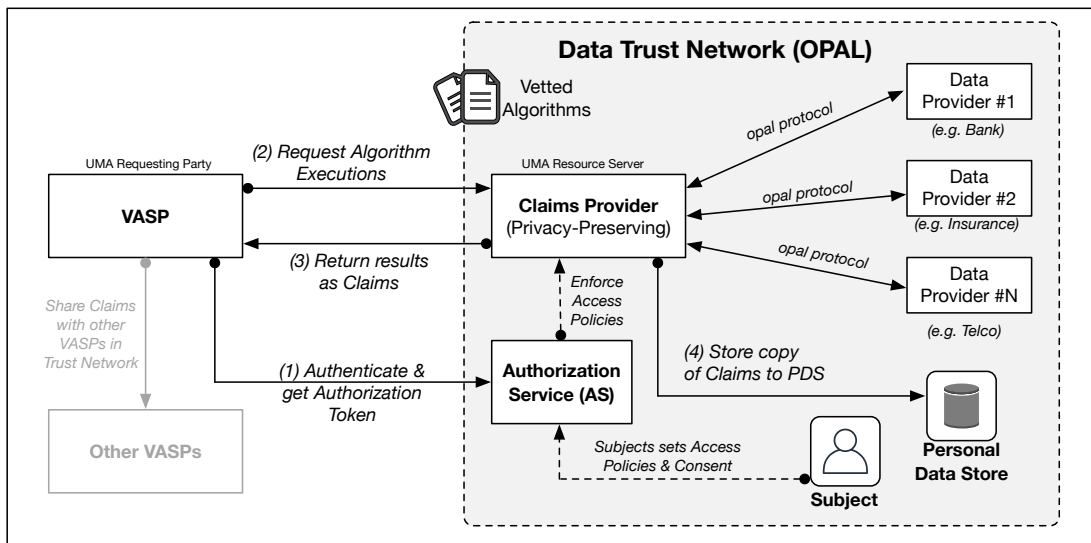 Data Trust Network (OPAL)
Vetted
Algorithms
Data
Provider #1
(e.g. Bank)
opal protocol
UMA Requesting Party
VASP
(2) Request Algorithm
Executions
UMA Resource Server
Claims Provider
(Privacy-Preserving)
opal protocol
Data
Provider #2
(e.g. Insurance)
(3) Return results
as Claims
opal protocol
Data
Provider #N
(e.g. Telco)
Enforce
Access
Policies
Share Claims
with other
VASPs in
Trust Network
(1) Authenticate &
get Authorization
Token
Authorization
Service (AS)
(4) Store copy
of Claims to PDS
Other VASPs
Subjects sets Access
Policies & Consent
Subject
Personal
Data Store